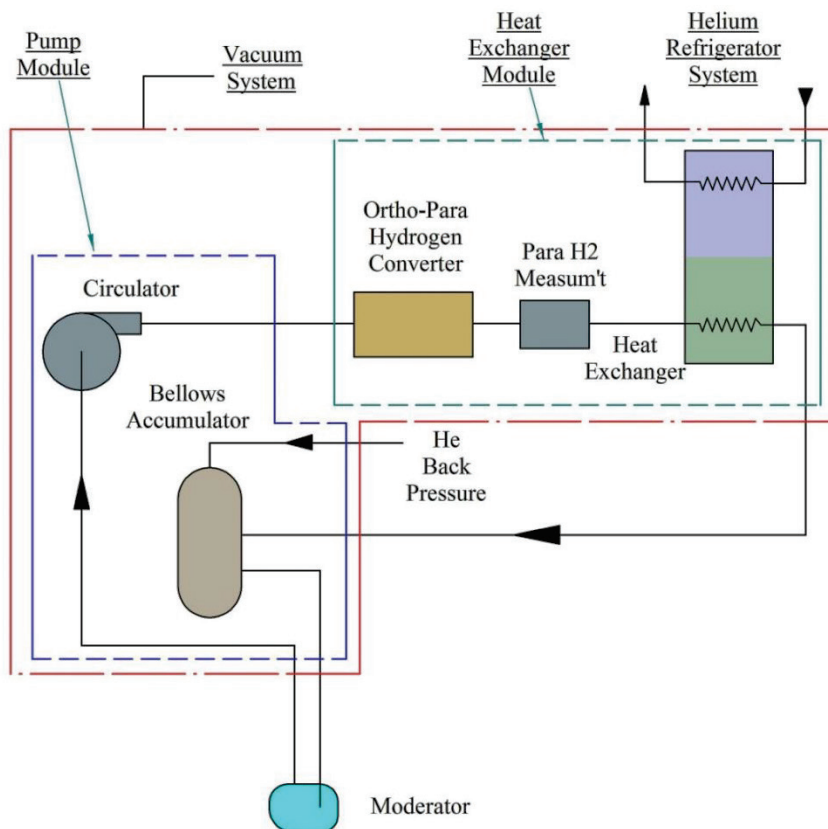 Pump
Module
Vacuum
System
Heat
Exchanger
Module
Helium
Refrigerator
System
Ortho-Para
Hydrogen
Converter
Para H2
Measum't
Circulator
Heat
Exchanger
Bellows
Accumulator
He
Back
Pressure
Moderator